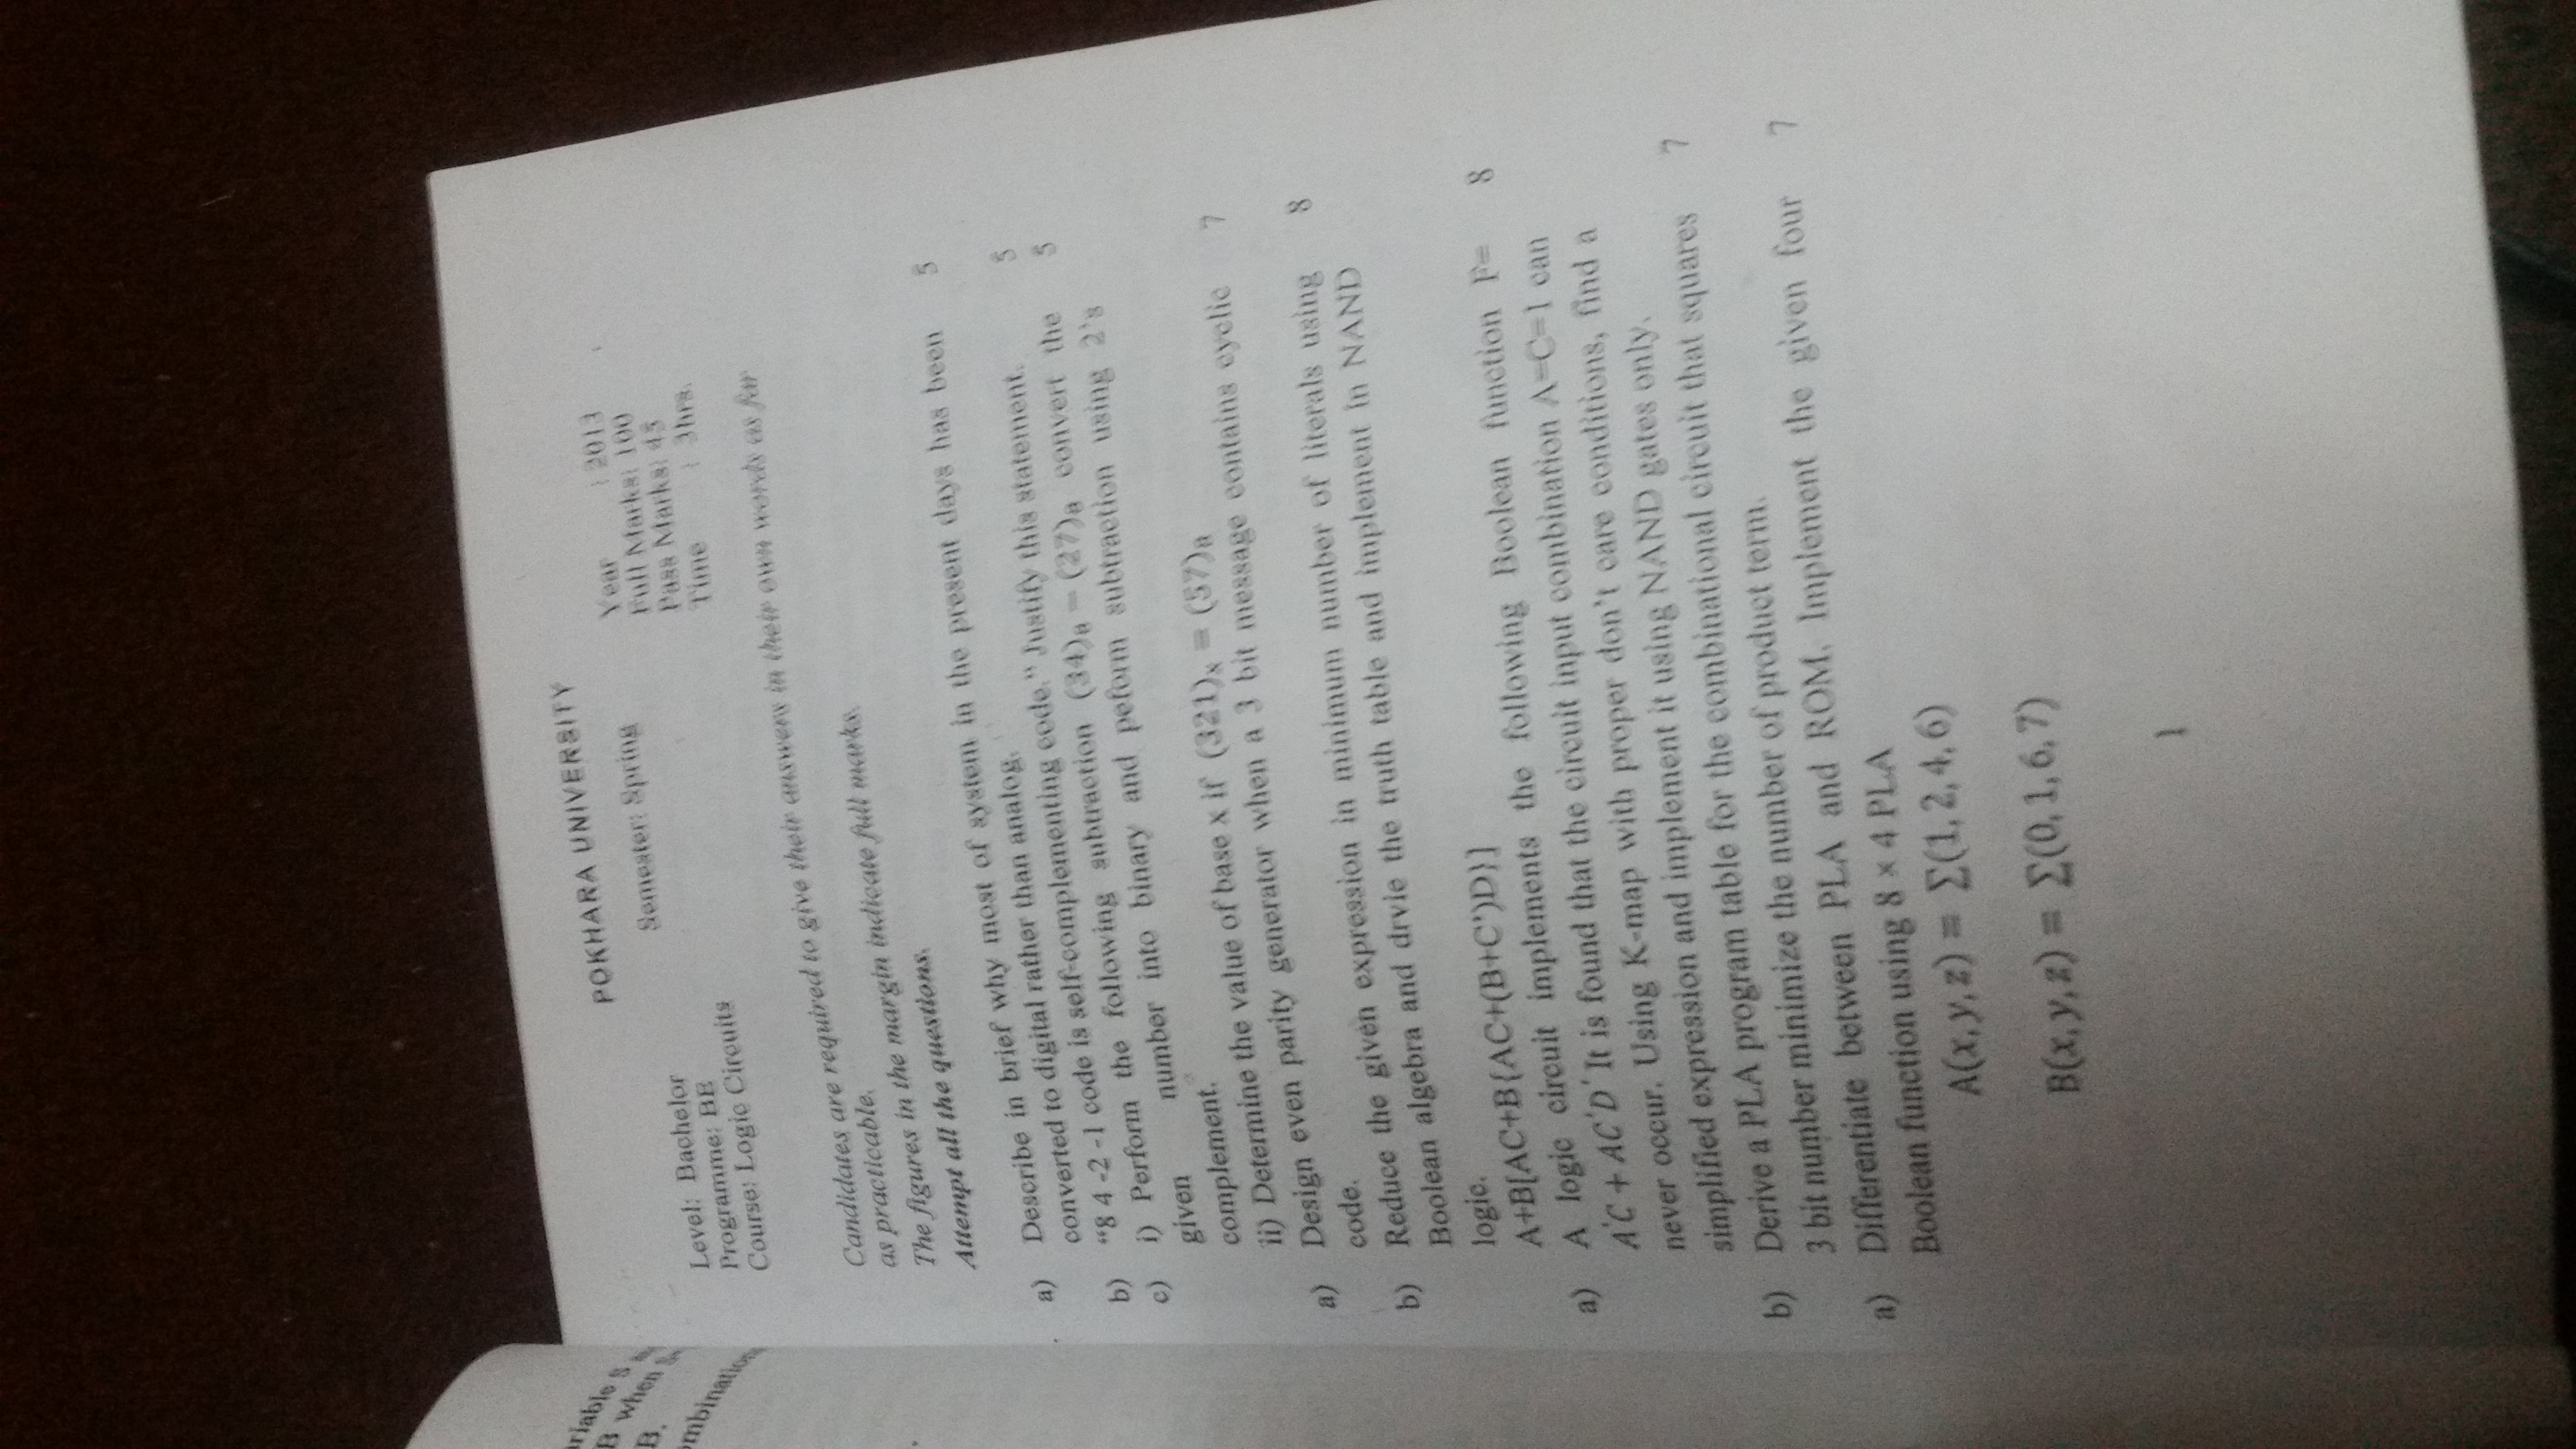 ariable S
B when
B.
ombination
POKHARA UNIVERSITY
Level: Bachelor Semester: Spring Year : 2013
Programme: BE Full Marks: 100
Course: Logic Circuits Pass Marks: 45
Time : 3hrs.
Candidates are required to give their answers in their own words as far
as practicable.
The figures in the margin indicate full marks.
Attempt all the questions.
a) Describe in brief why most of system in the present days has been 5
converted to digital rather than analog.
b) “8 4 -2 -1 code is self-complementing code.” Justify this statement. 5
c) i) Perform the following subtraction (34)₈ − (27)₈ convert the 5
given number into binary and peform subtraction using 2's
complement.
ii) Determine the value of base x if (321)ₓ = (57)₈
a) Design even parity generator when a 3 bit message contains cyclic 7
code.
b) Reduce the given expression in minimum number of literals using 8
Boolean algebra and drvie the truth table and implement in NAND
logic.
A+B[AC+B{AC+(B+C')D}]
a) A logic circuit implements the following Boolean function F= 8
A'C + AC'D' It is found that the circuit input combination A=C=1 can
never occur. Using K-map with proper don't care conditions, find a
simplified expression and implement it using NAND gates only.
b) Derive a PLA program table for the combinational circuit that squares 7
3 bit number minimize the number of product term.
a) Differentiate between PLA and ROM. Implement the given four 7
Boolean function using 8 × 4 PLA
A(x, y, z) = ∑(1, 2, 4, 6)
B(x, y, z) = ∑(0, 1, 6, 7)
1